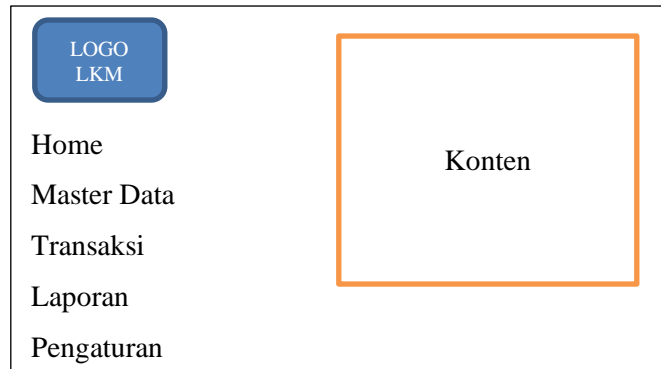 LOGO
LKM
Home
Master Data
Transaksi
Laporan
Pengaturan
Konten